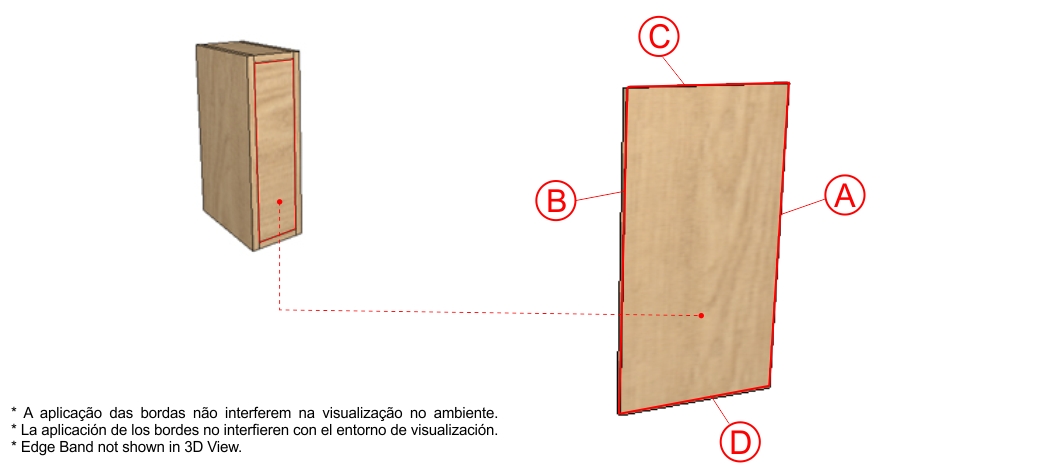 C
B
A
D
* A aplicação das bordas não interferem na visualização no ambiente.
* La aplicación de los bordes no interfieren con el entorno de visualización.
* Edge Band not shown in 3D View.